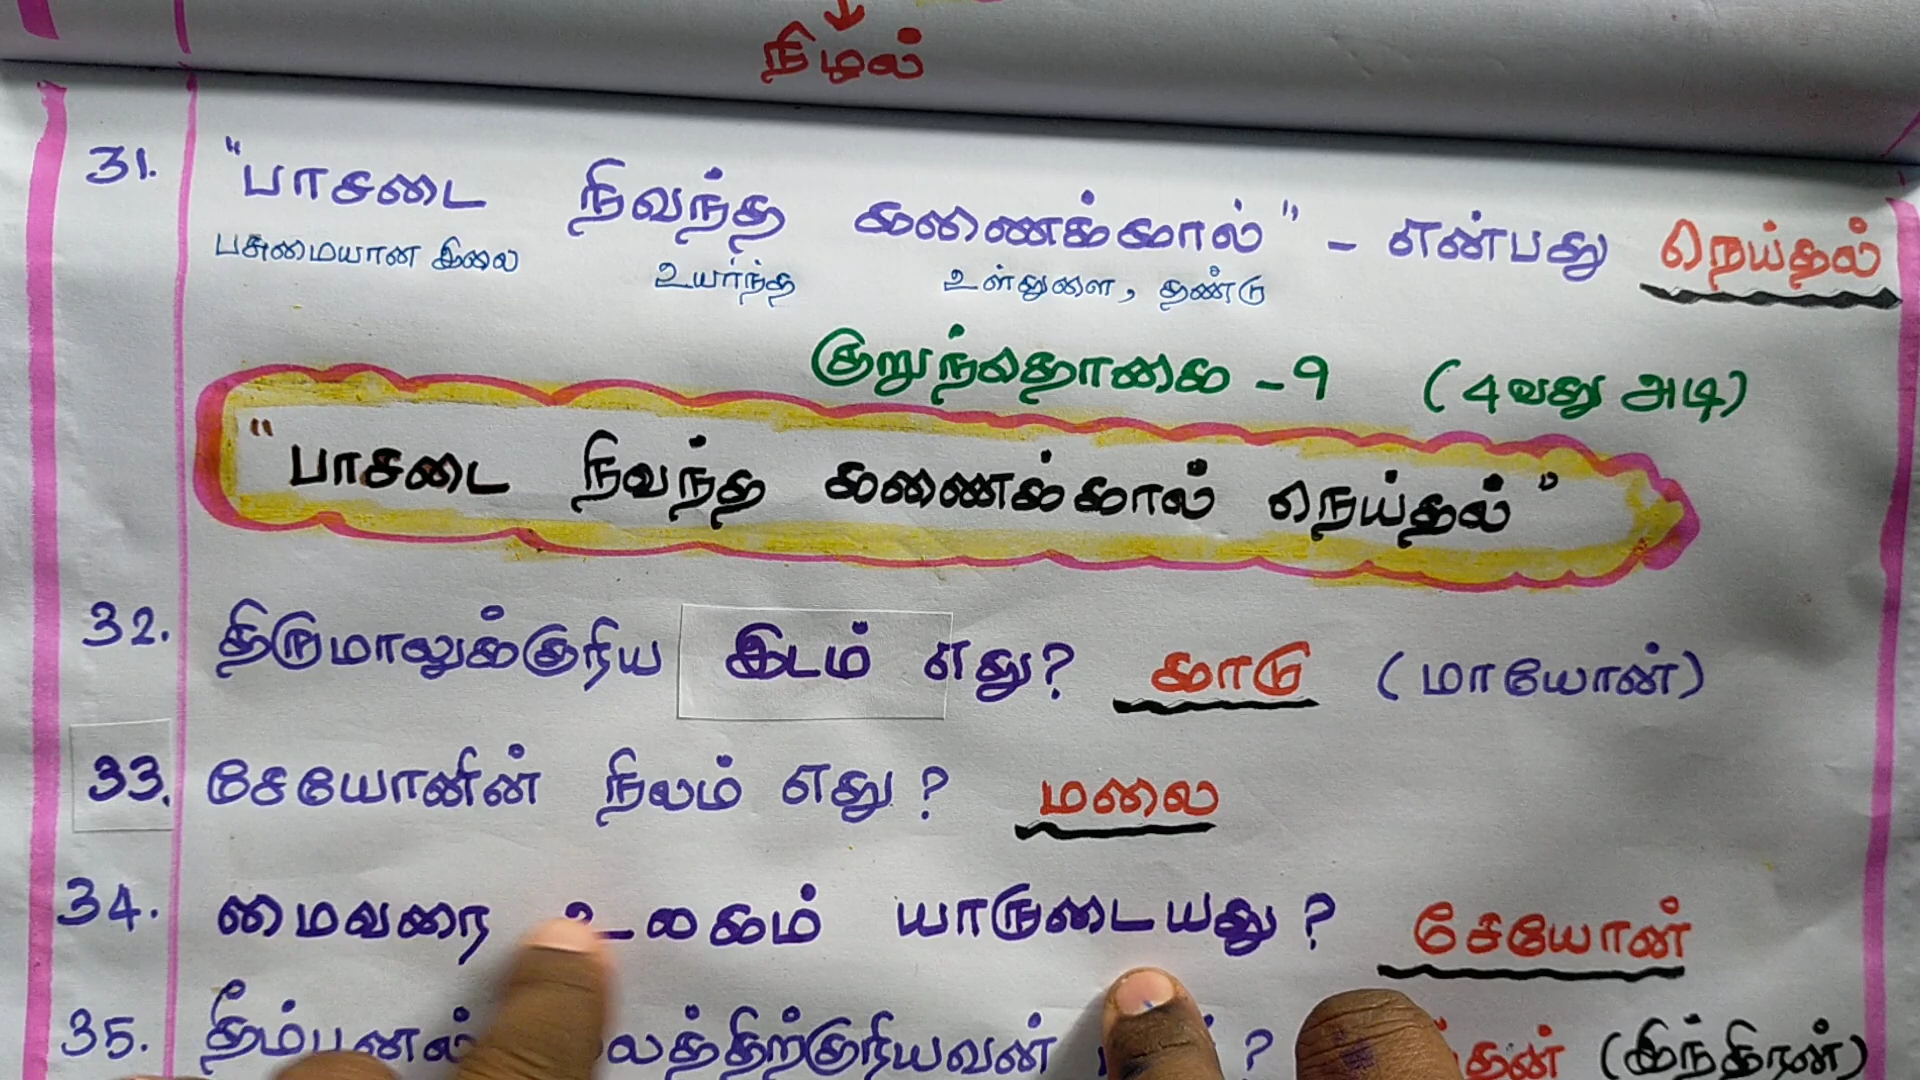 நிழல்
31. "பாசடை நிவந்த கணைக்கால்" - என்பது நெய்தல்
பசுமையான இலை உயர்ந்த உள்துளை, தண்டு
குறுந்தொகை - 9 (4வது அடி)
"பாசடை நிவந்த கணைக்கால் நெய்தல்"
32. திருமாலுக்குரிய இடம் எது? காடு (மாயோன்)
33. சேயோனின் நிலம் எது? மலை
34. மைவரை உலகம் யாருடையது? சேயோன்
35. தீம்புனல் (இந்திரன்)